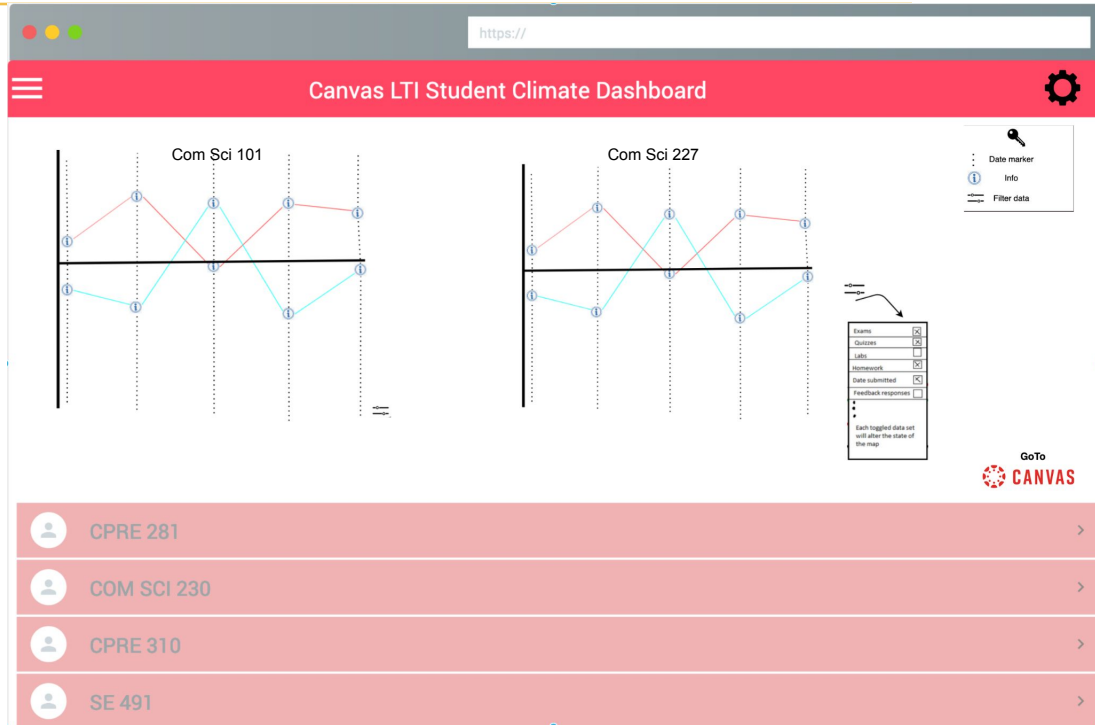 https://
Canvas LTI Student Climate Dashboard
Com Sci 101
Com Sci 227
Date marker
Info
Filter data
Exams
Quizzes
Labs
Homework
Date submitted
Feedback responses
Each toggled data set
will alter the state of
the map
GoTo
CANVAS
CPRE 281
COM SCI 230
CPRE 310
SE 491